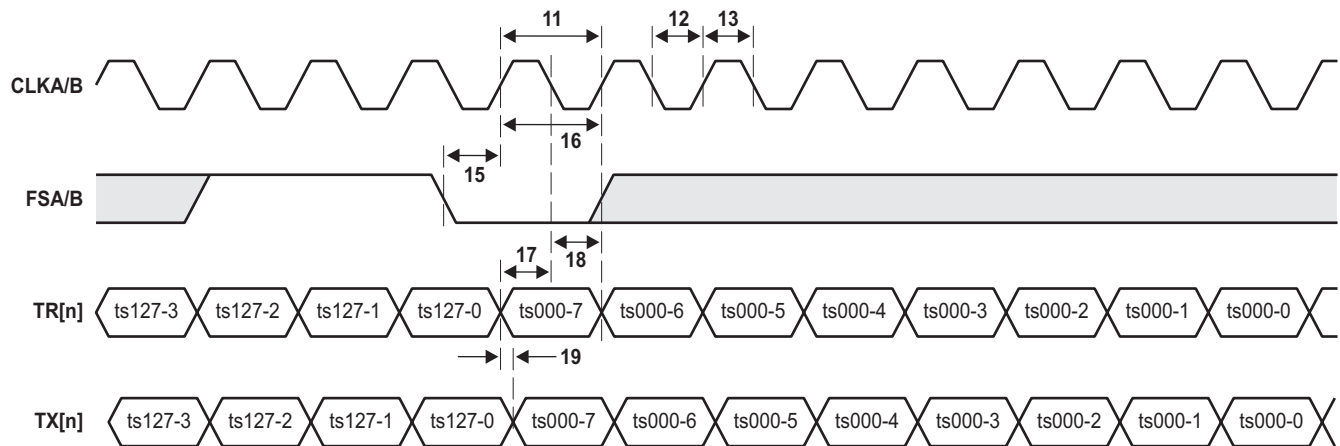 11 12 13
CLKA/B
16
15
FSA/B
17 18
TR[n] ts127-3 ts127-2 ts127-1 ts127-0 ts000-7 ts000-6 ts000-5 ts000-4 ts000-3 ts000-2 ts000-1 ts000-0
19
TX[n] ts127-3 ts127-2 ts127-1 ts127-0 ts000-7 ts000-6 ts000-5 ts000-4 ts000-3 ts000-2 ts000-1 ts000-0